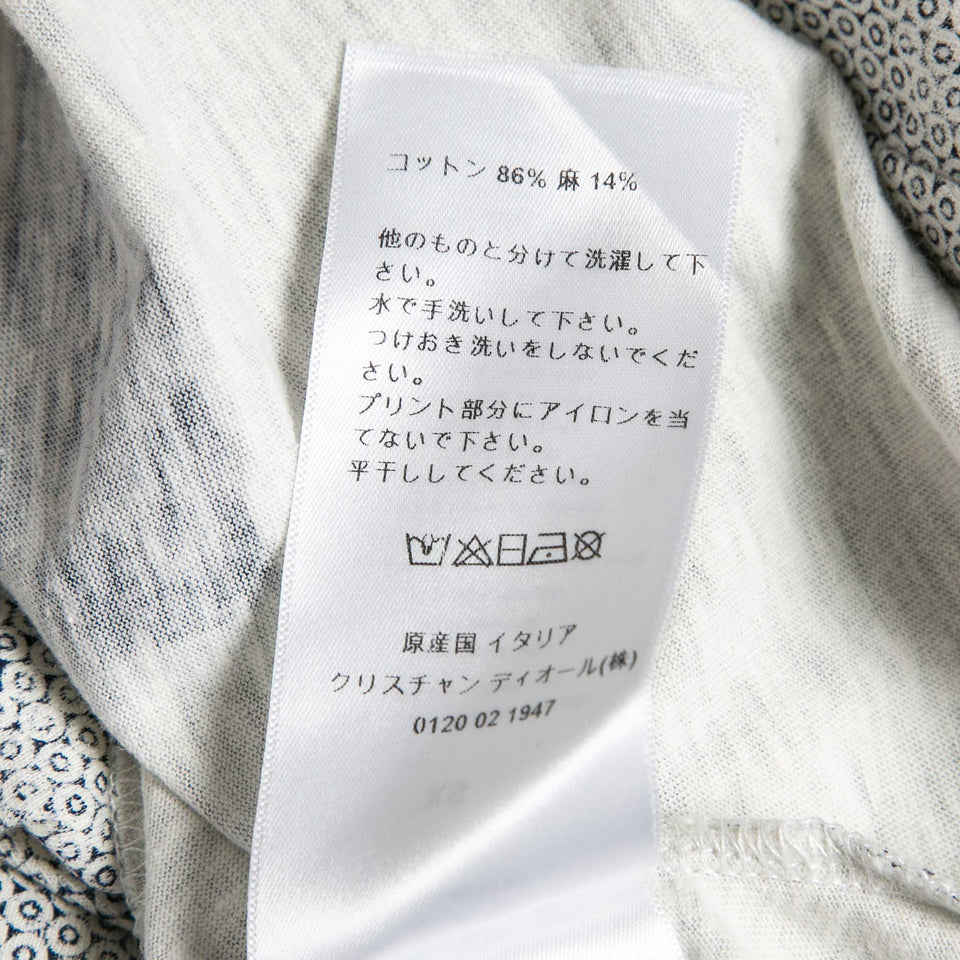 コットン 86% 麻 14%
他のものと分けて洗濯して下
さい。
水で手洗いして下さい。
つけおき洗いをしないでくだ
さい。
プリント部分にアイロンを当
てないで下さい。
平干ししてください。
原産国 イタリア
クリスチャン ディオール(株)
0120 02 1947